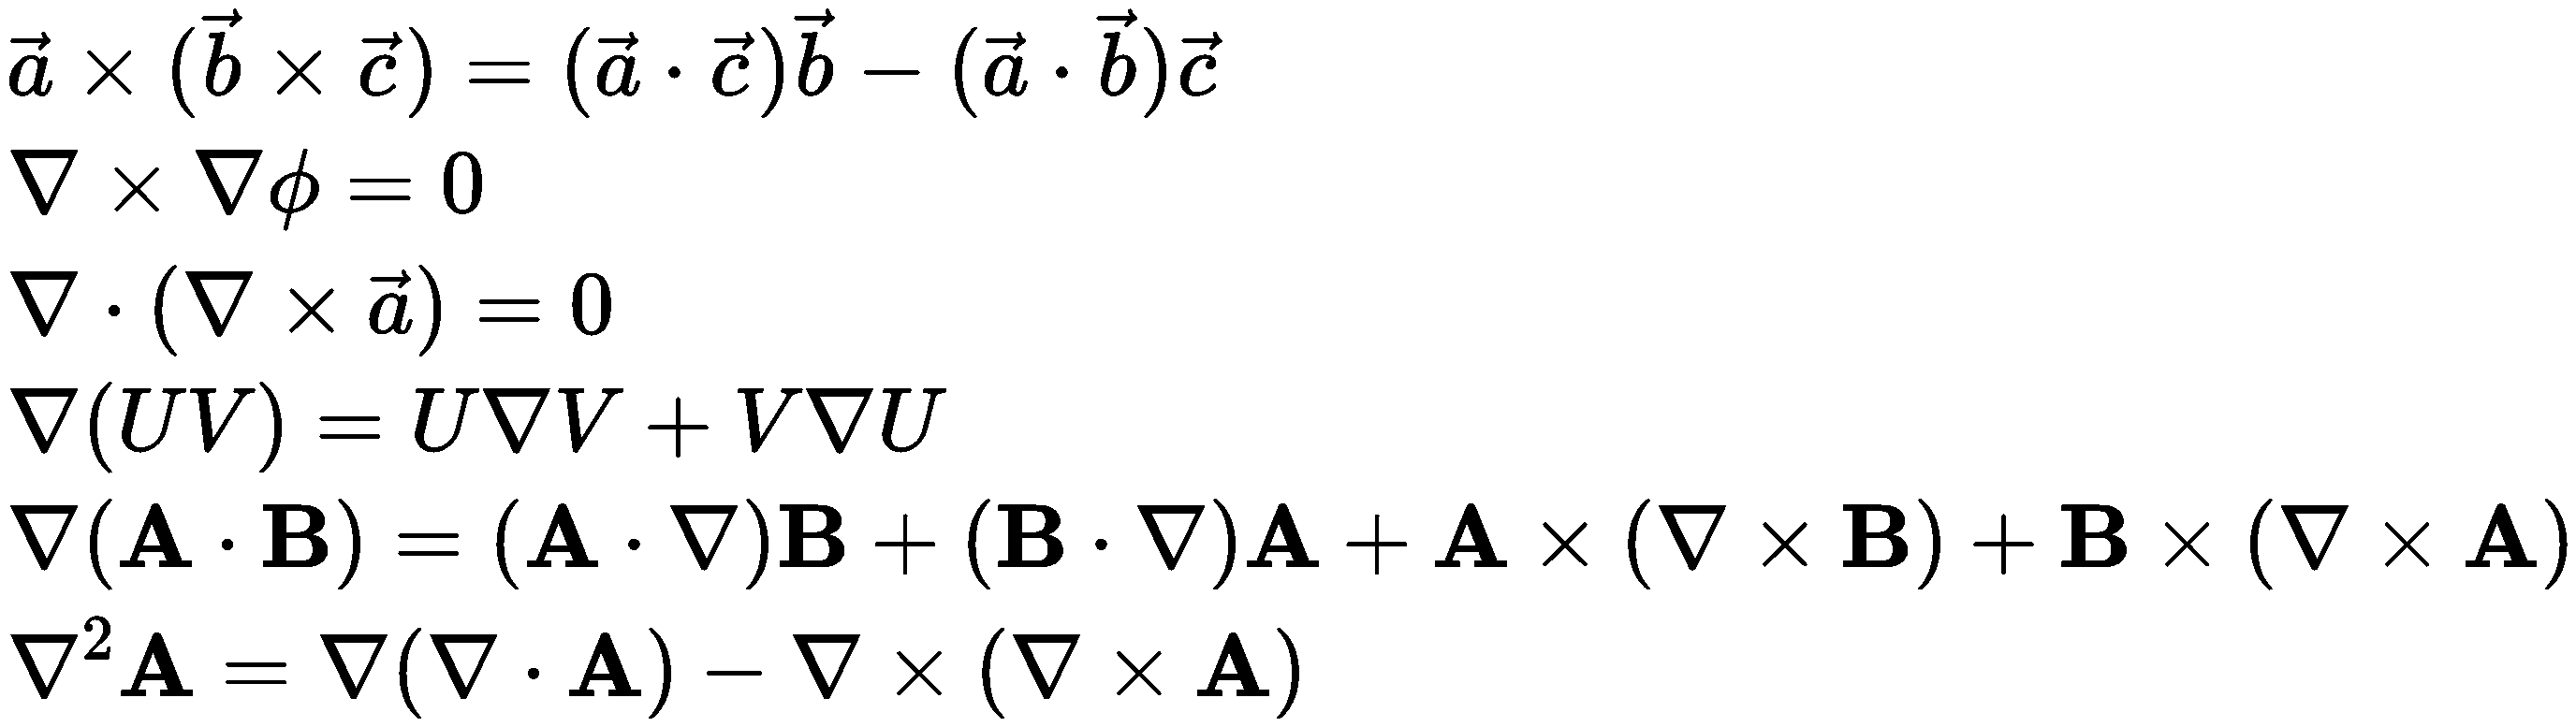 a⃗ × (b⃗ × c⃗) = (a⃗ · c⃗)b⃗ − (a⃗ · b⃗)c⃗
∇ × ∇ϕ = 0
∇ · (∇ × a⃗) = 0
∇(UV) = U∇V + V∇U
∇(𝐀 · 𝐁) = (𝐀 · ∇)𝐁 + (𝐁 · ∇)𝐀 + 𝐀 × (∇ × 𝐁) + 𝐁 × (∇ × 𝐀)
∇²𝐀 = ∇(∇ · 𝐀) − ∇ × (∇ × 𝐀)